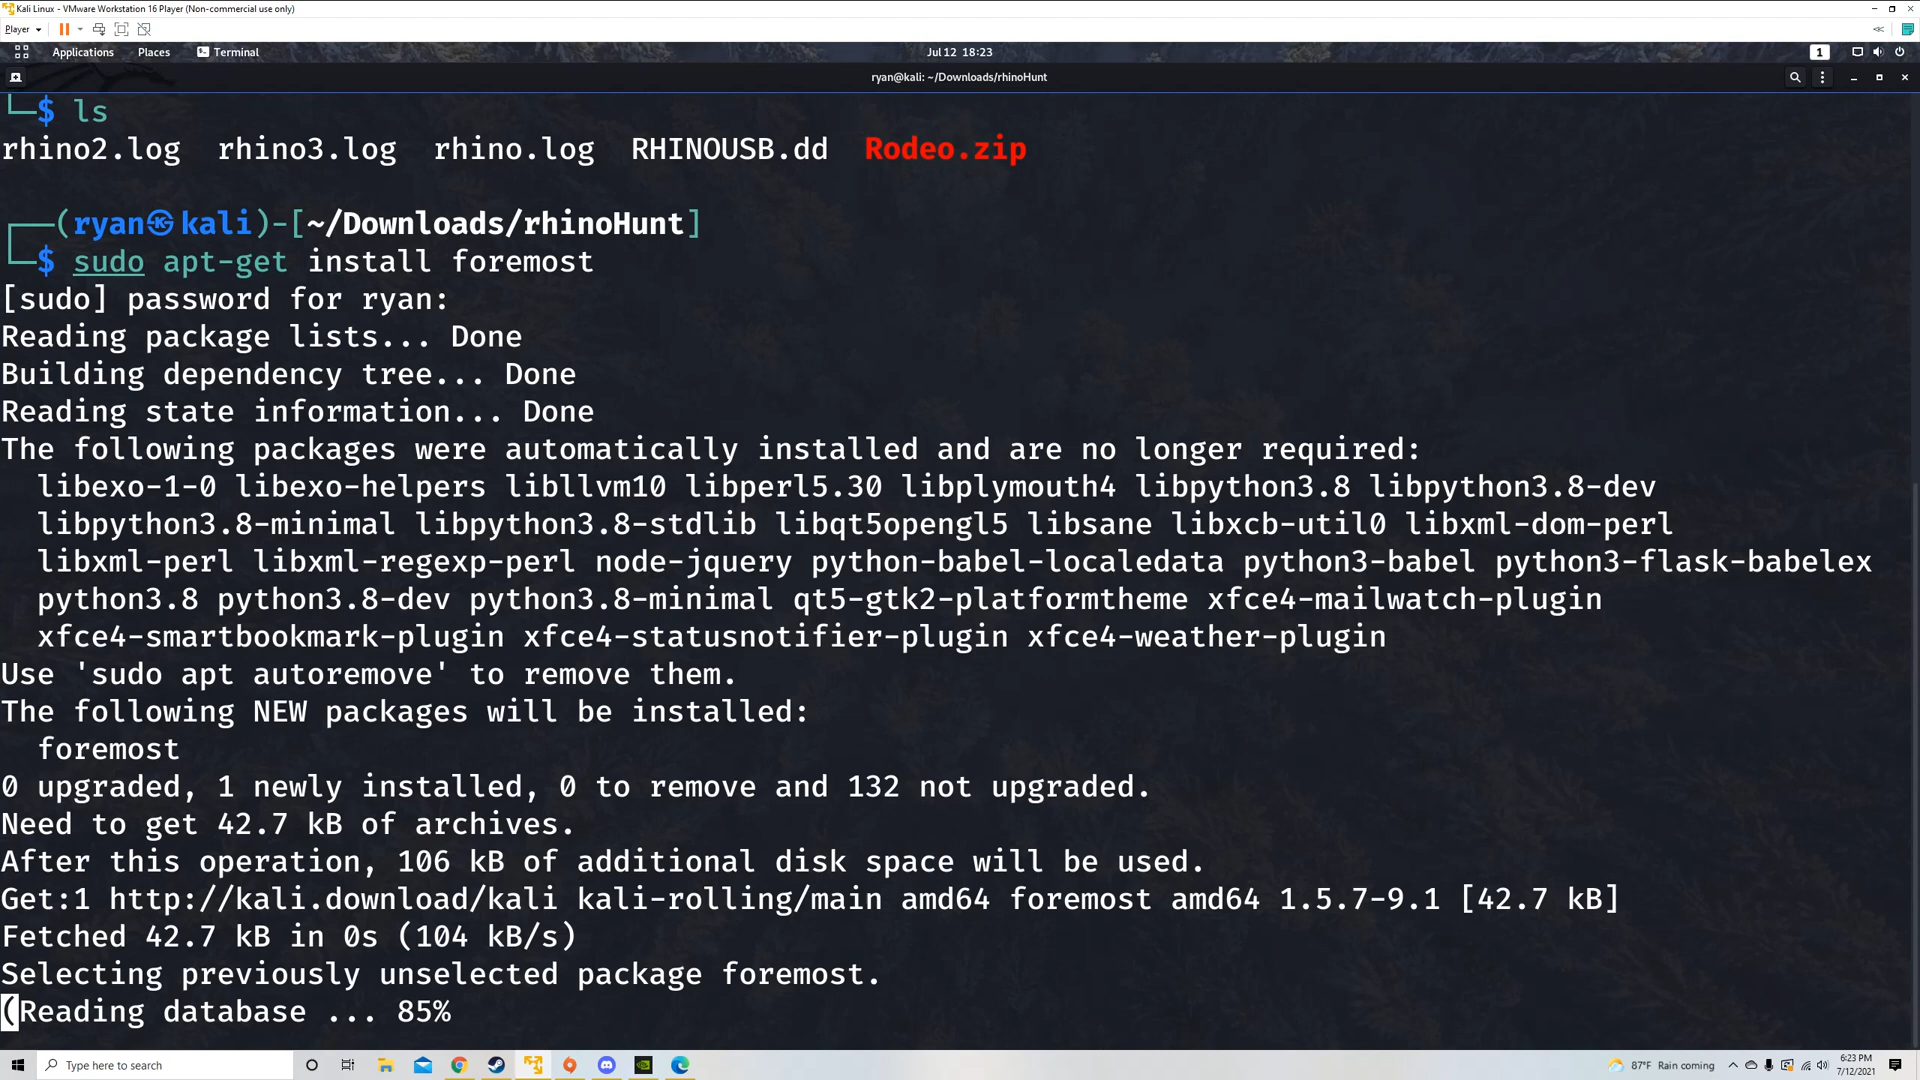 Kali Linux - VMware Workstation 16 Player (Non-commercial use only)
Player
Applications Places Terminal Jul 12 18:23 1
ryan@kali: ~/Downloads/rhinoHunt
└─$ ls
rhino2.log rhino3.log rhino.log RHINOUSB.dd Rodeo.zip
┌──(ryan㉿kali)-[~/Downloads/rhinoHunt]
└─$ sudo apt-get install foremost
[sudo] password for ryan:
Reading package lists... Done
Building dependency tree... Done
Reading state information... Done
The following packages were automatically installed and are no longer required:
libexo-1-0 libexo-helpers libllvm10 libperl5.30 libplymouth4 libpython3.8 libpython3.8-dev
libpython3.8-minimal libpython3.8-stdlib libqt5opengl5 libsane libxcb-util0 libxml-dom-perl
libxml-perl libxml-regexp-perl node-jquery python-babel-localedata python3-babel python3-flask-babelex
python3.8 python3.8-dev python3.8-minimal qt5-gtk2-platformtheme xfce4-mailwatch-plugin
xfce4-smartbookmark-plugin xfce4-statusnotifier-plugin xfce4-weather-plugin
Use 'sudo apt autoremove' to remove them.
The following NEW packages will be installed:
foremost
0 upgraded, 1 newly installed, 0 to remove and 132 not upgraded.
Need to get 42.7 kB of archives.
After this operation, 106 kB of additional disk space will be used.
Get:1 http://kali.download/kali kali-rolling/main amd64 foremost amd64 1.5.7-9.1 [42.7 kB]
Fetched 42.7 kB in 0s (104 kB/s)
Selecting previously unselected package foremost.
(Reading database ... 85%
Type here to search 87°F Rain coming 6:23 PM
7/12/2021